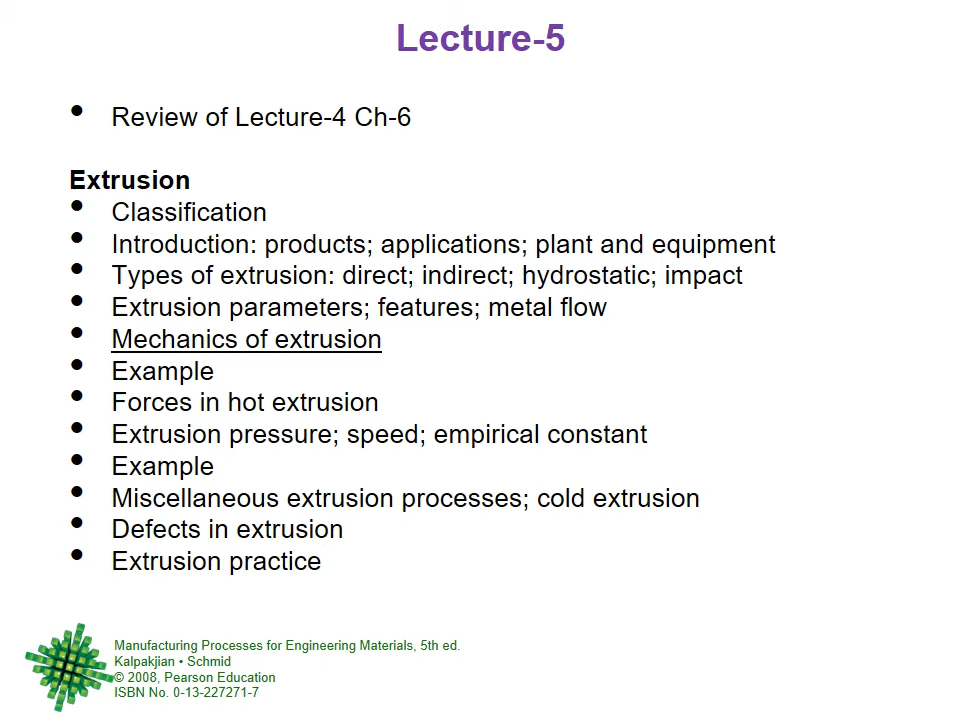 Lecture-5
• Review of Lecture-4 Ch-6
Extrusion
• Classification
• Introduction: products; applications; plant and equipment
• Types of extrusion: direct; indirect; hydrostatic; impact
• Extrusion parameters; features; metal flow
• Mechanics of extrusion
• Example
• Forces in hot extrusion
• Extrusion pressure; speed; empirical constant
• Example
• Miscellaneous extrusion processes; cold extrusion
• Defects in extrusion
• Extrusion practice
Manufacturing Processes for Engineering Materials, 5th ed.
Kalpakjian • Schmid
© 2008, Pearson Education
ISBN No. 0-13-227271-7